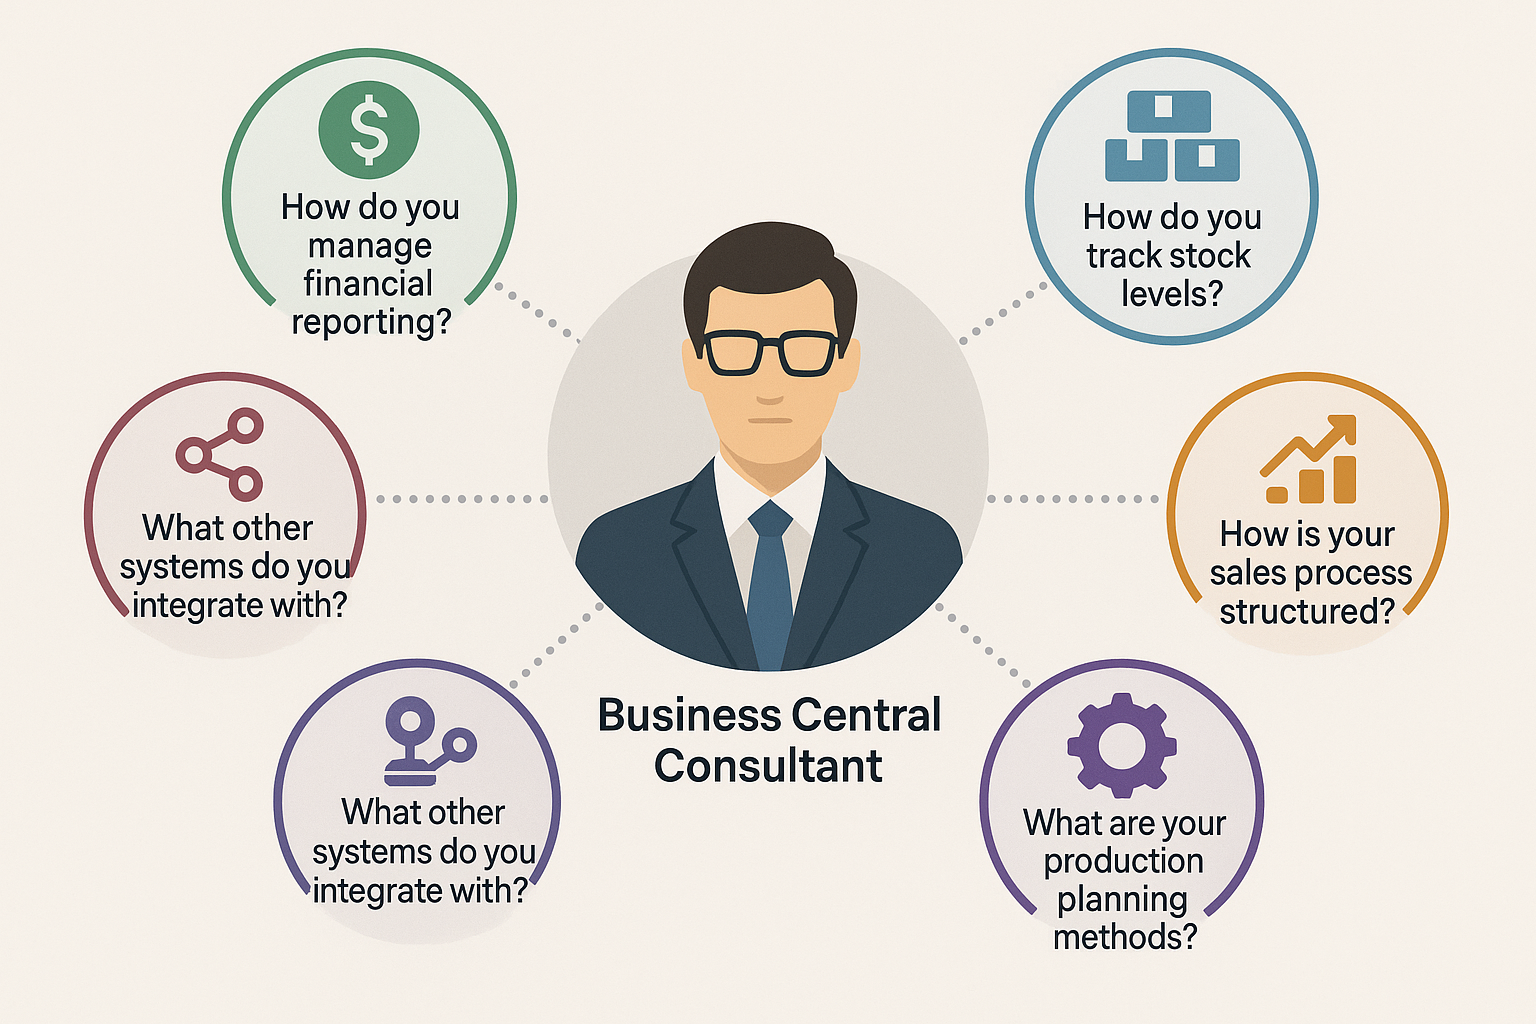 How do you
manage
financial
reporting?
How do you
track stock
levels?
What other
systems do you
integrate with?
How is your
sales process
structured?
What other
systems do you
integrate with?
Business Central
Consultant
What are your
production
planning
methods?